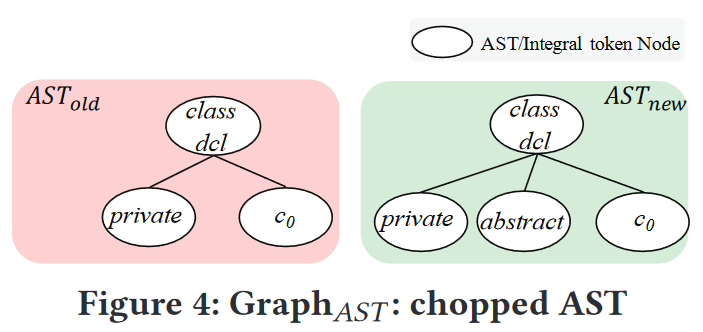 AST/Integral token Node
AST_old
AST_new
class
dcl
class
dcl
private
c_0
private
abstract
c_0
Figure 4: Graph_AST: chopped AST